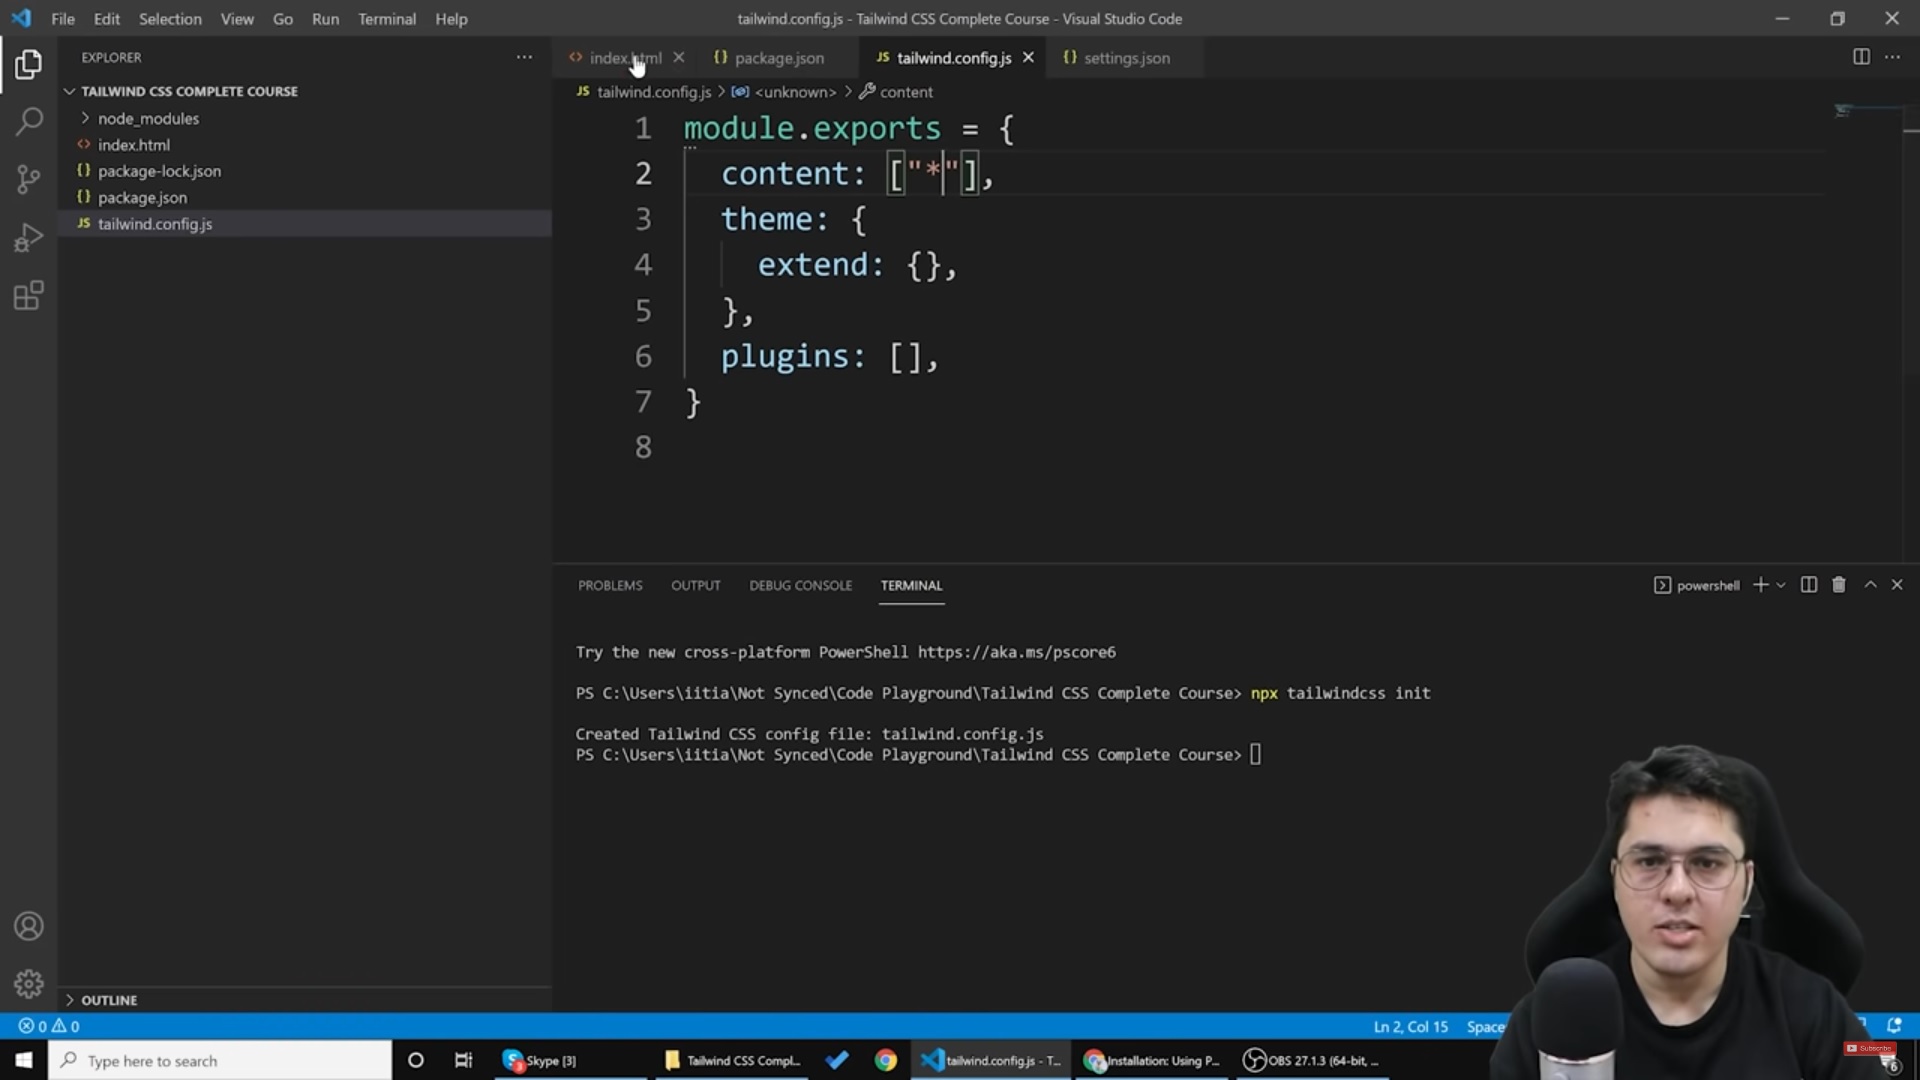 File Edit Selection View Go Run Terminal Help
tailwind.config.js - Tailwind CSS Complete Course - Visual Studio Code
EXPLORER
TAILWIND CSS COMPLETE COURSE
node_modules
index.html
package-lock.json
package.json
tailwind.config.js
OUTLINE
index.html package.json tailwind.config.js settings.json
tailwind.config.js > <unknown> > content
1 module.exports = {
2 content: ["*"],
3 theme: {
4 extend: {},
5 },
6 plugins: [],
7 }
8
PROBLEMS OUTPUT DEBUG CONSOLE TERMINAL
powershell
Try the new cross-platform PowerShell https://aka.ms/pscore6
PS C:\Users\iitia\Not Synced\Code Playground\Tailwind CSS Complete Course> npx tailwindcss init
Created Tailwind CSS config file: tailwind.config.js
PS C:\Users\iitia\Not Synced\Code Playground\Tailwind CSS Complete Course>
0 0
Ln 2, Col 15 Space
Subscribe
Type here to search
Skype [3]
Tailwind CSS Compl...
tailwind.config.js - T...
Installation: Using P...
OBS 27.1.3 (64-bit, ...
6